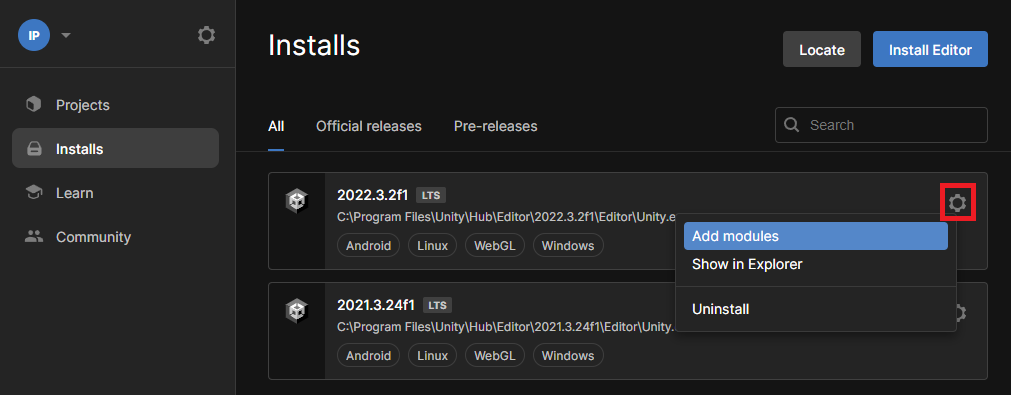 IP
Projects
Installs
Learn
Community
Installs
Locate
Install Editor
All
Official releases
Pre-releases
Search
2022.3.2f1 LTS
C:\Program Files\Unity\Hub\Editor\2022.3.2f1\Editor\Unity.e
Android
Linux
WebGL
Windows
Add modules
Show in Explorer
Uninstall
2021.3.24f1 LTS
C:\Program Files\Unity\Hub\Editor\2021.3.24f1\Editor\Unity.
Android
Linux
WebGL
Windows